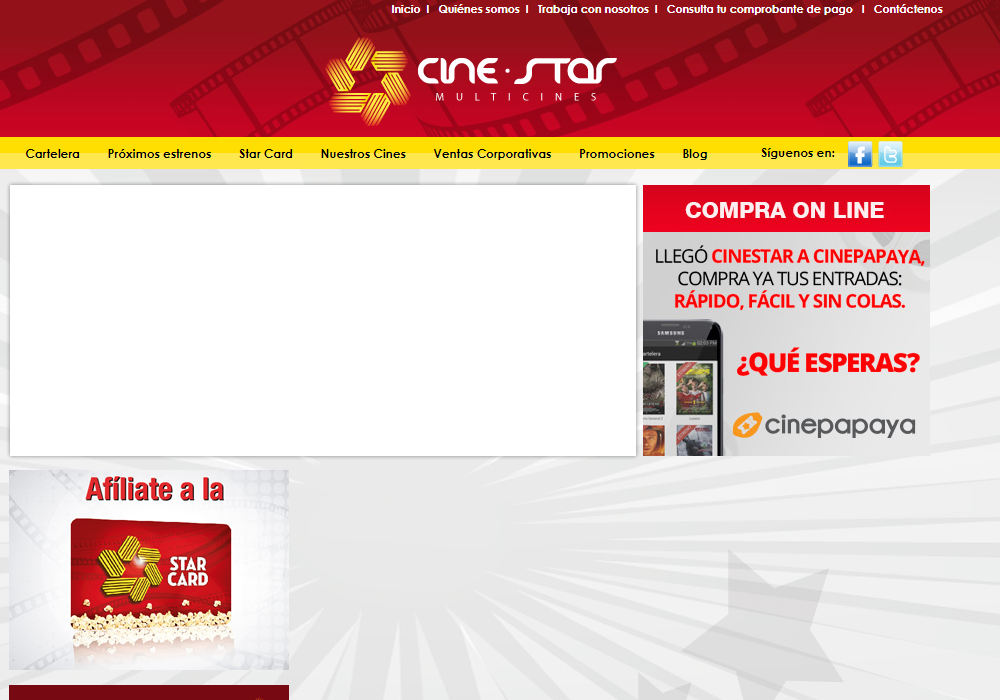 Inicio I Quiénes somos I Trabaja con nosotros I Consulta tu comprobante de pago I Contáctenos
CINE·STAR
MULTICINES
Cartelera Próximos estrenos Star Card Nuestros Cines Ventas Corporativas Promociones Blog Síguenos en:
COMPRA ON LINE
LLEGÓ CINESTAR A CINEPAPAYA,
COMPRA YA TUS ENTRADAS:
RÁPIDO, FÁCIL Y SIN COLAS.
SAMSUNG
artelera
¿QUÉ ESPERAS?
cinepapaya
Afíliate a la
STAR
CARD